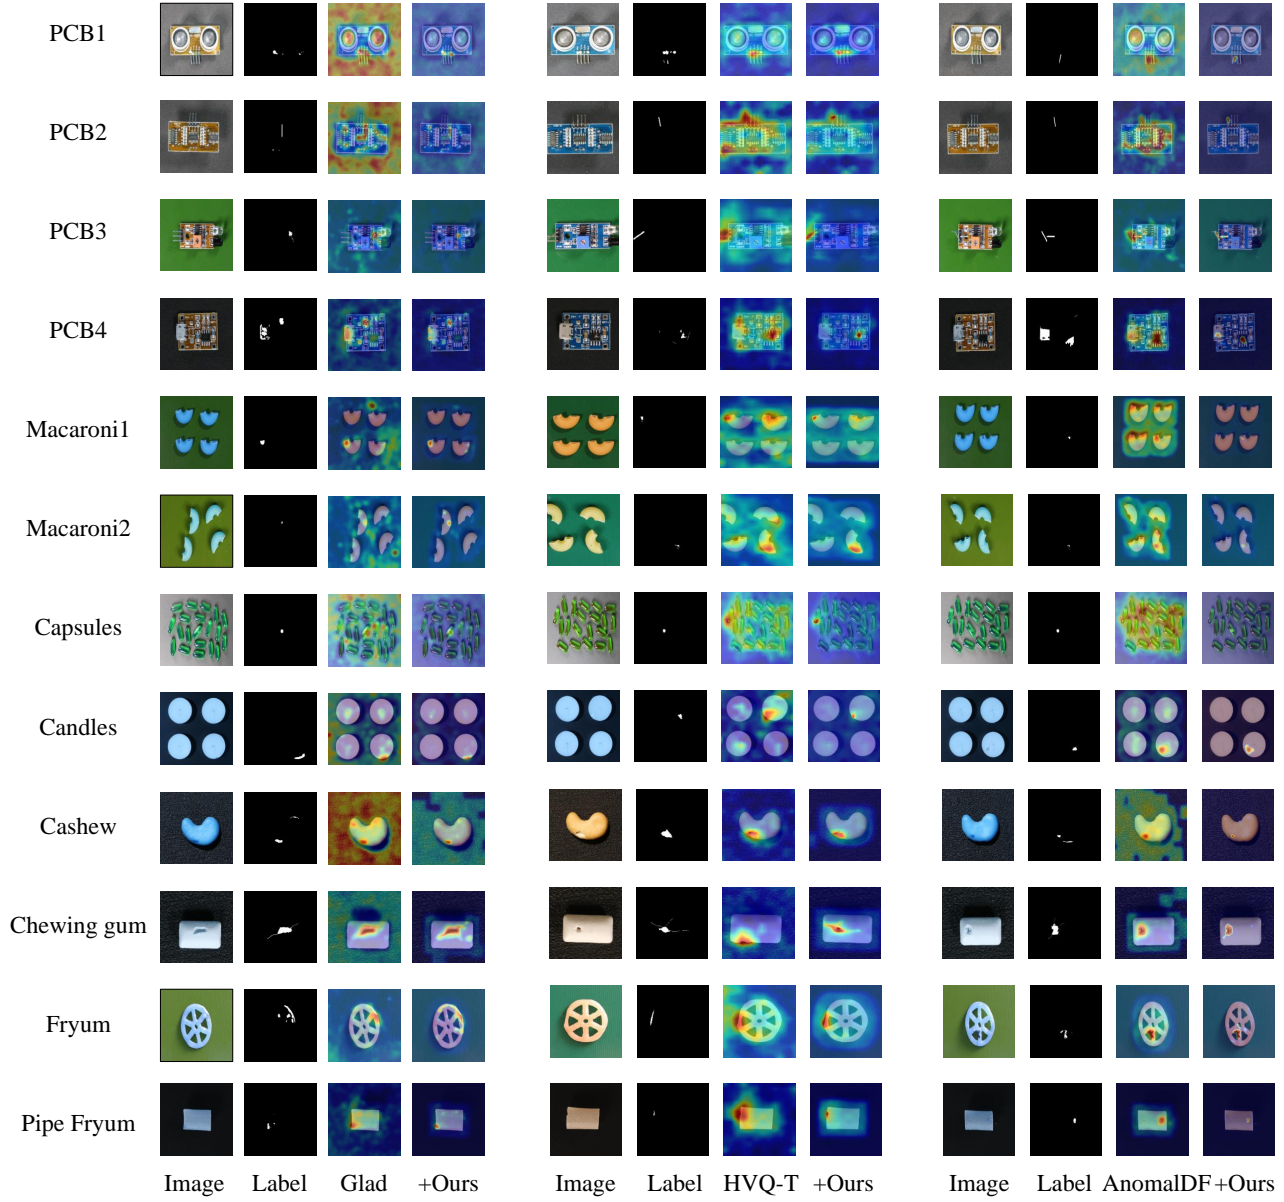 PCB1
PCB2
PCB3
PCB4
Macaroni1
Macaroni2
Capsules
Candles
Cashew
Chewing gum
Fryum
Pipe Fryum
Image Label Glad +Ours Image Label HVQ-T +Ours Image Label AnomalDF +Ours